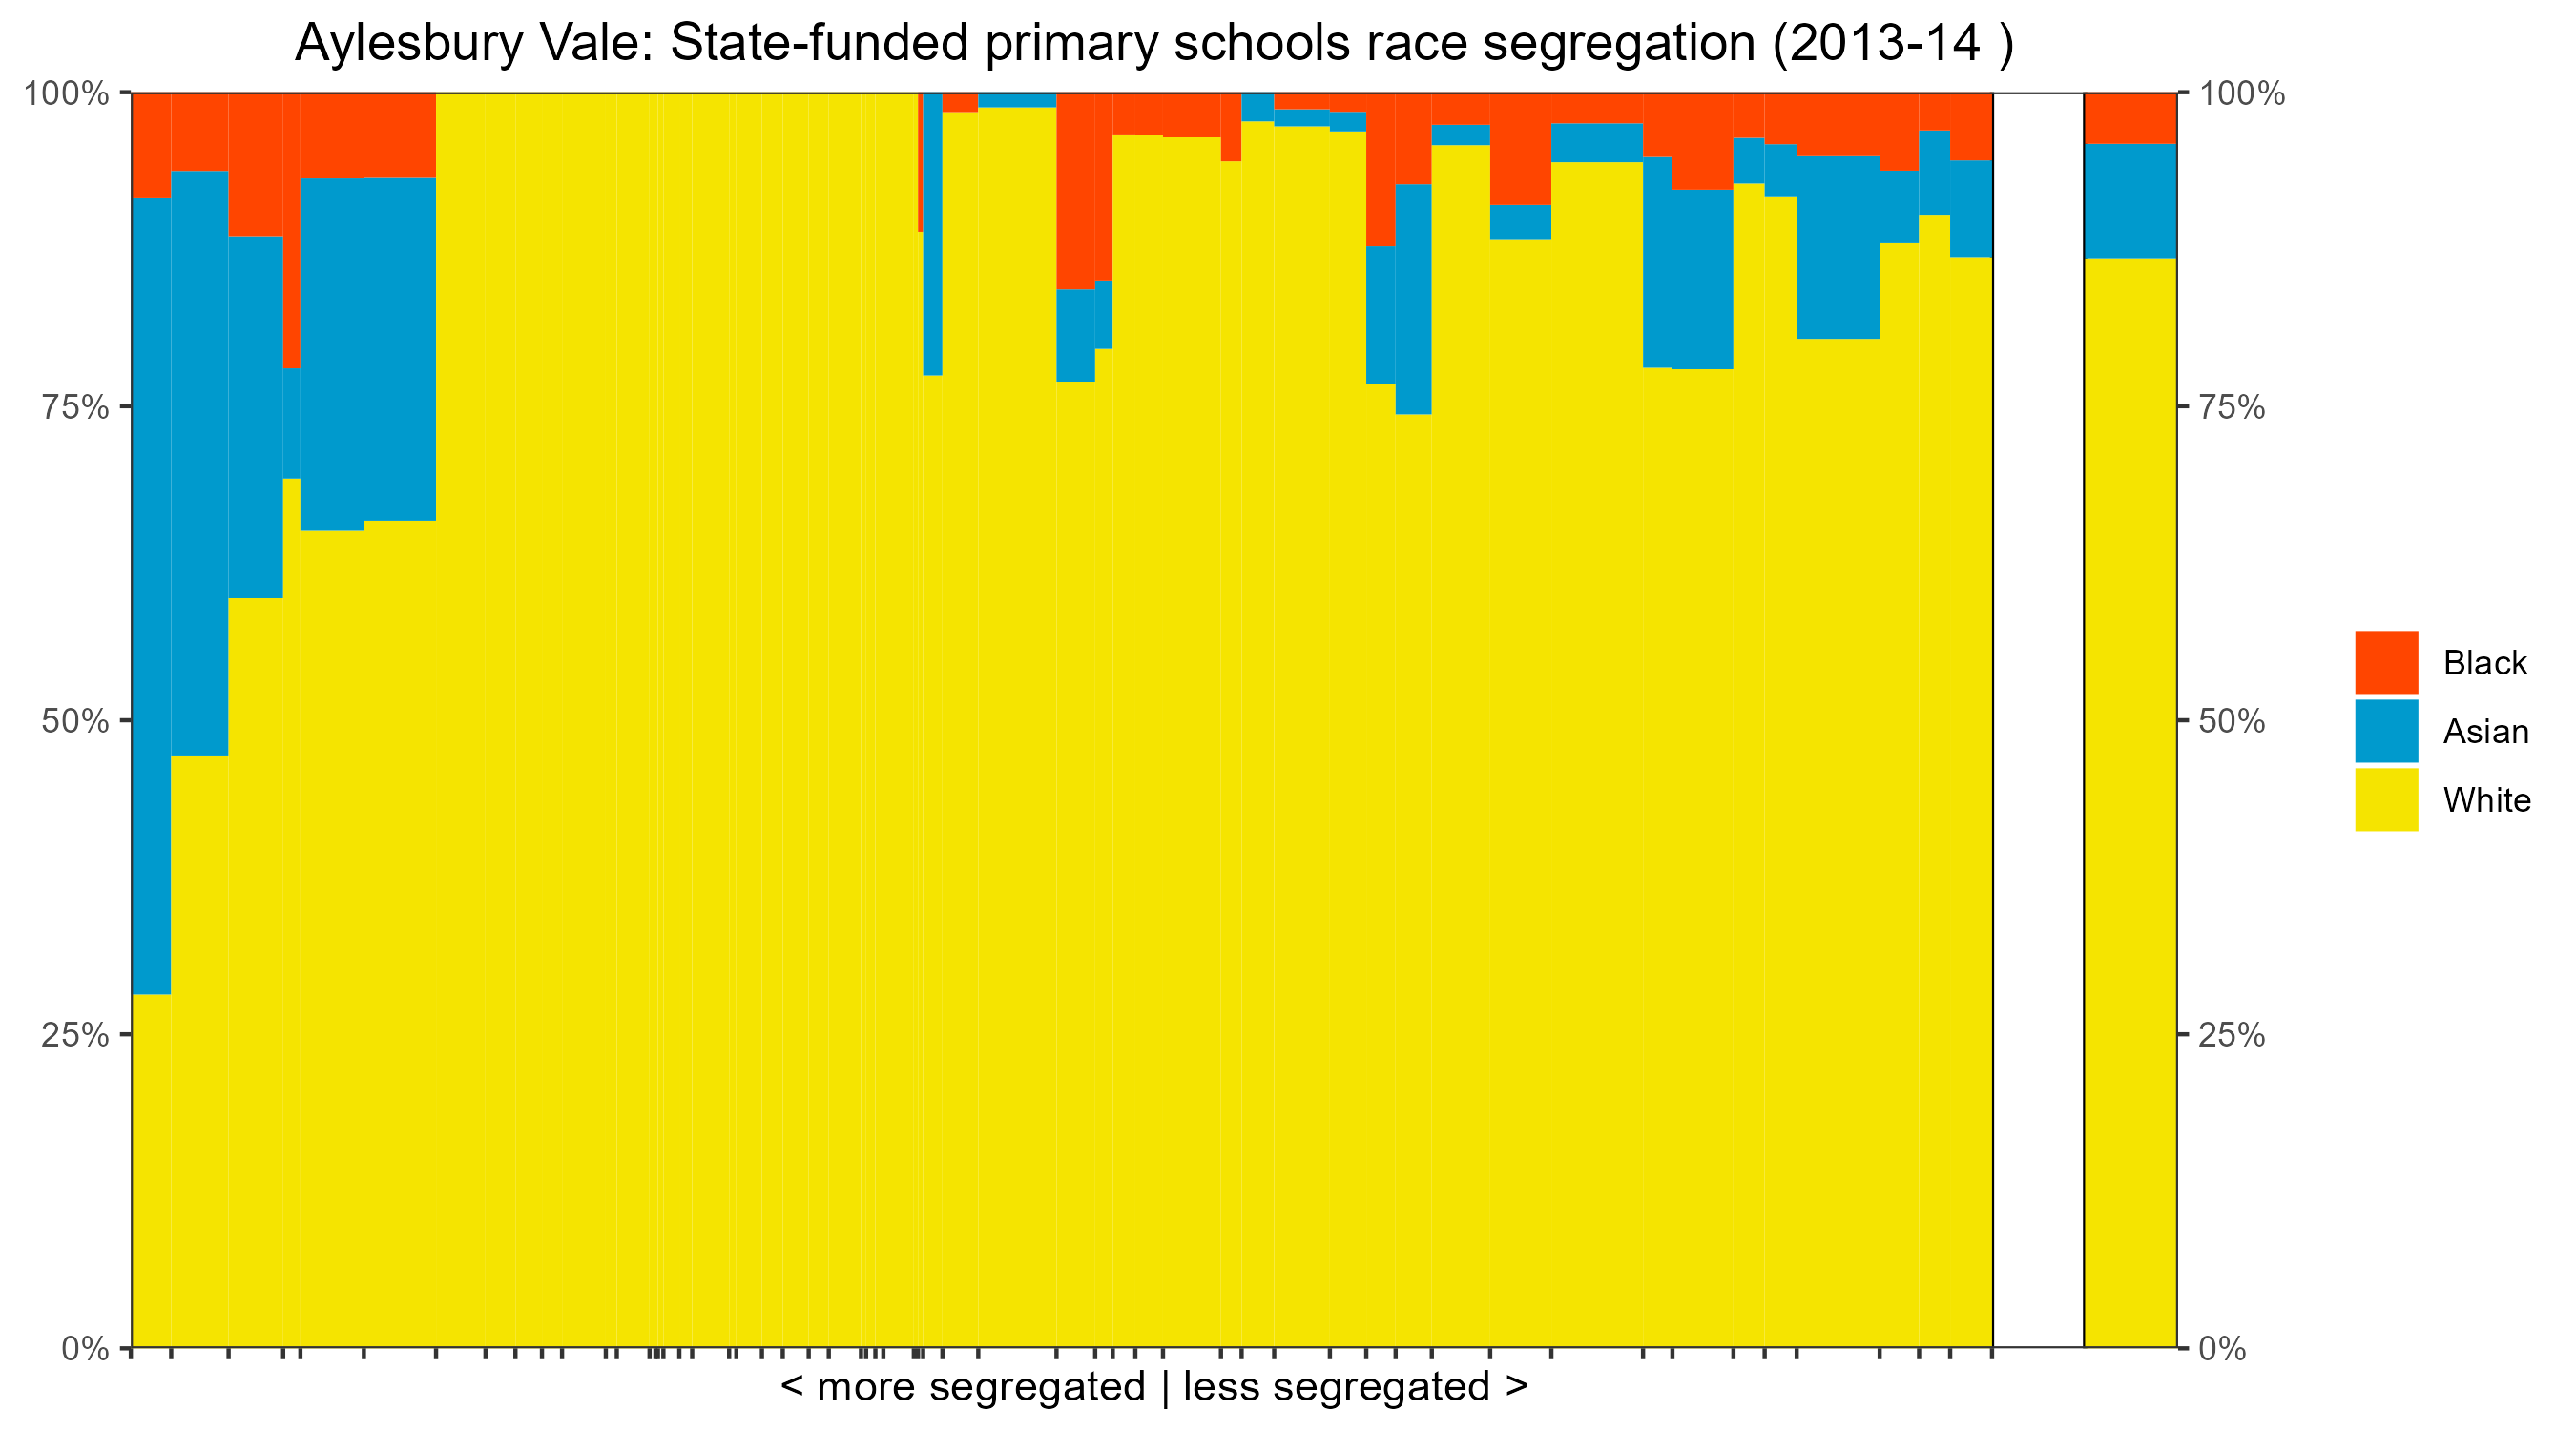 Aylesbury Vale: State-funded primary schools race segregation (2013-14 )
100%
75%
50%
25%
0%
100%
75%
50%
25%
0%
Black
Asian
White
< more segregated | less segregated >